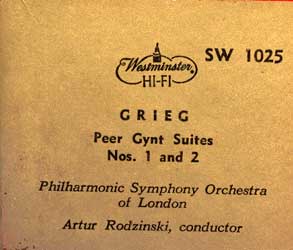 SW 1025
Westminster
HI-FI
GRIEG
Peer Gynt Suites
Nos. 1 and 2
Philharmonic Symphony Orchestra
of London
Artur Rodzinski, conductor